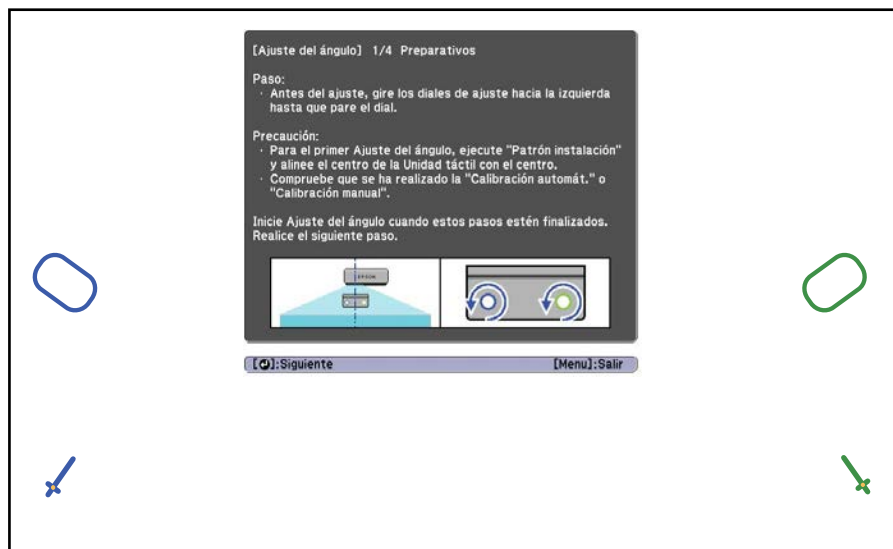 [Ajuste del ángulo] 1/4 Preparativos
Paso:
· Antes del ajuste, gire los diales de ajuste hacia la izquierda
hasta que pare el dial.
Precaución:
· Para el primer Ajuste del ángulo, ejecute "Patrón instalación"
y alinee el centro de la Unidad táctil con el centro.
· Compruebe que se ha realizado la "Calibración automát." o
"Calibración manual".
Inicie Ajuste del ángulo cuando estos pasos estén finalizados.
Realice el siguiente paso.
EPSON
[⏎]:Siguiente [Menu]:Salir